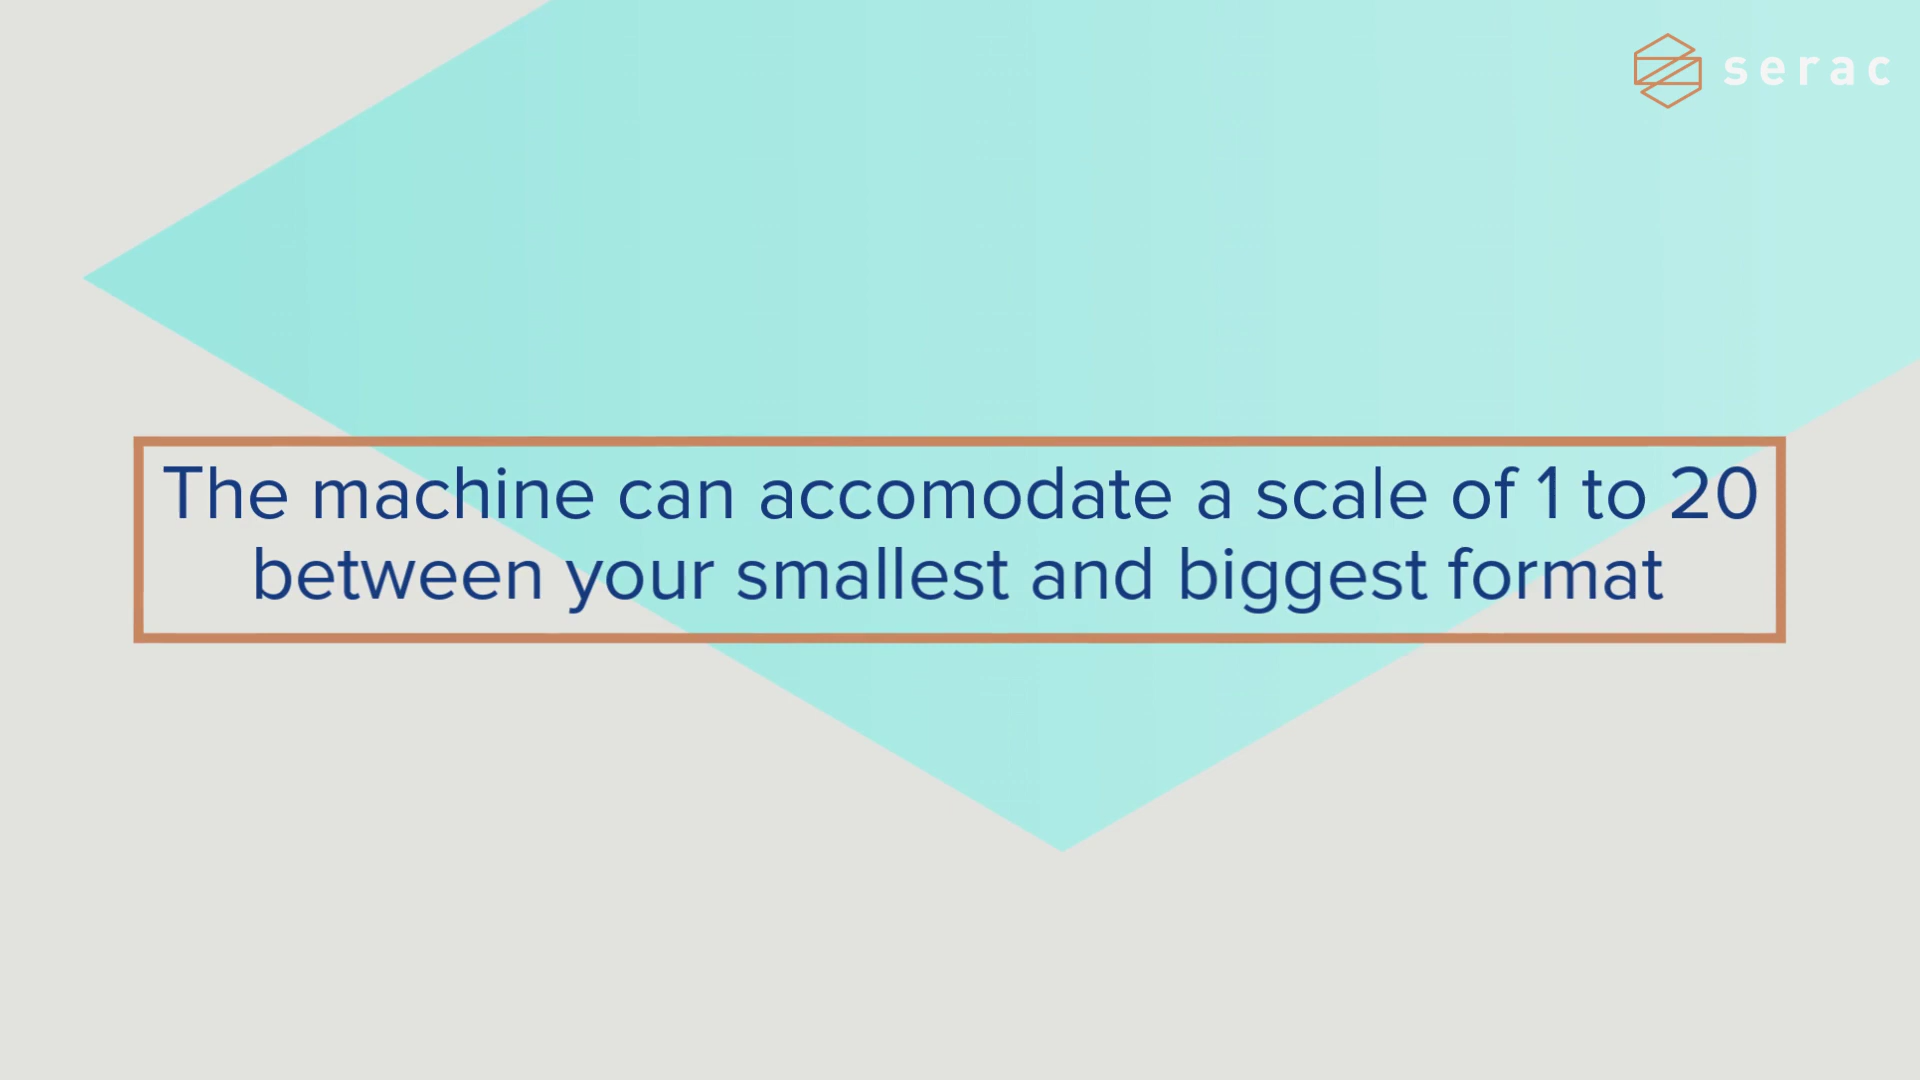 serac
The machine can accomodate a scale of 1 to 20
between your smallest and biggest format